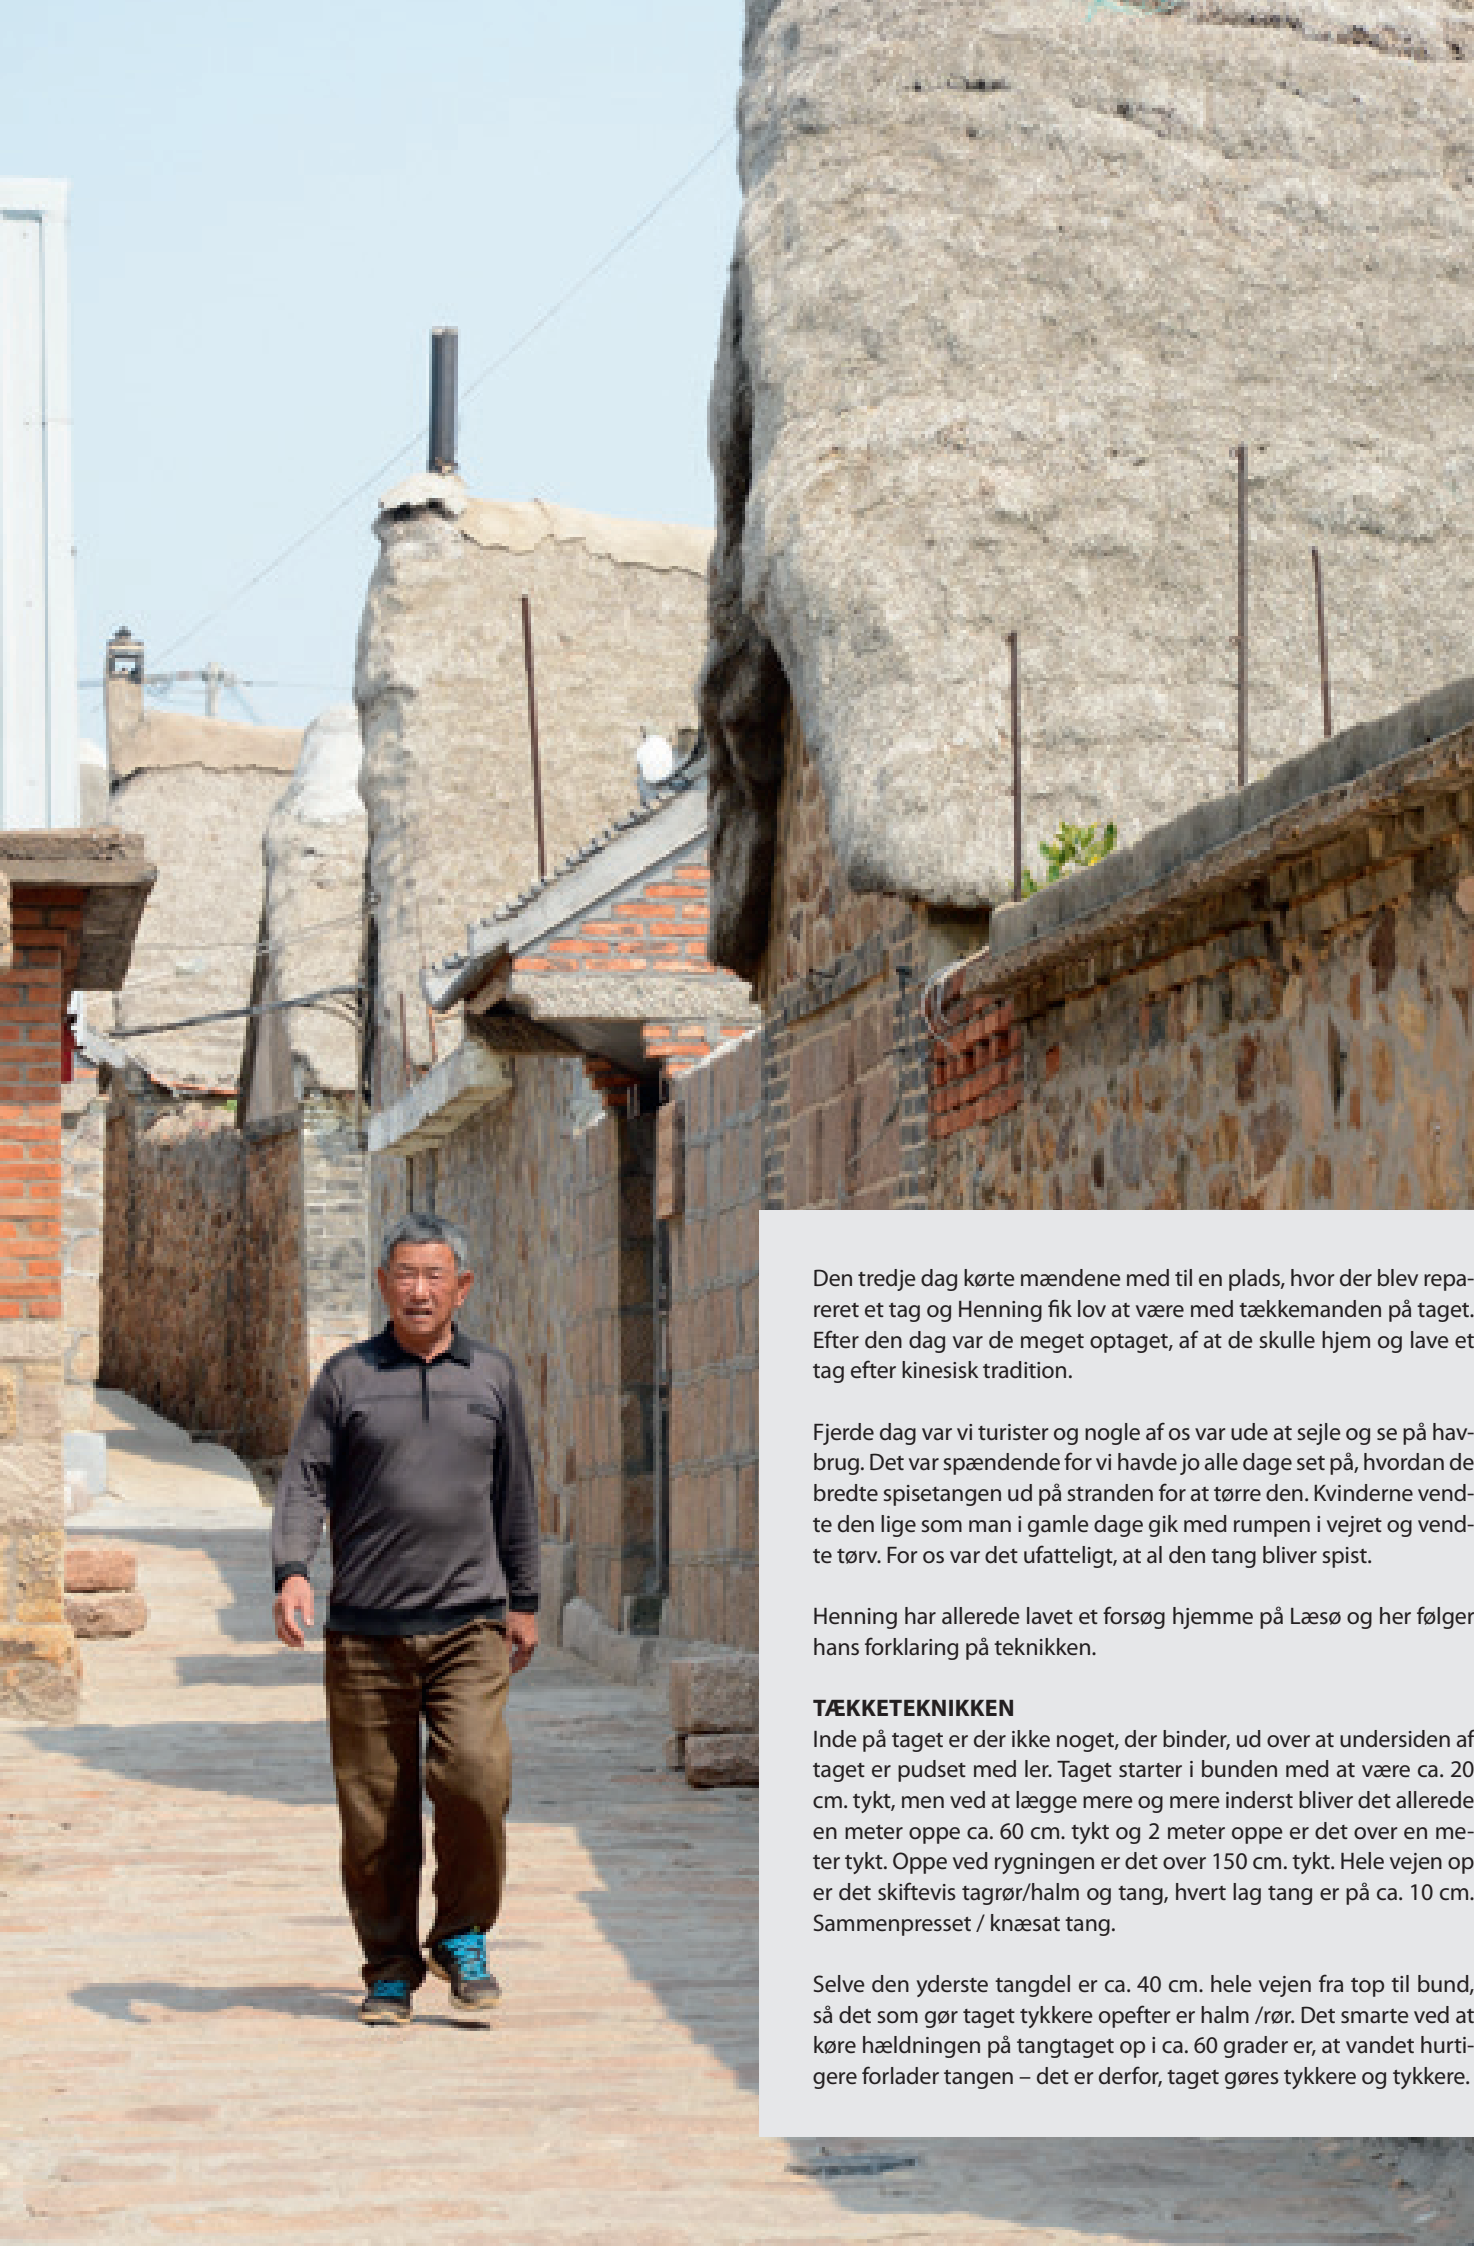 Den tredje dag kørte mændene med til en plads, hvor der blev repa-
reret et tag og Henning fik lov at være med tækkemanden på taget.
Efter den dag var de meget optaget, af at de skulle hjem og lave et
tag efter kinesisk tradition.
Fjerde dag var vi turister og nogle af os var ude at sejle og se på hav-
brug. Det var spændende for vi havde jo alle dage set på, hvordan de
bredte spisetangen ud på stranden for at tørre den. Kvinderne vend-
te den lige som man i gamle dage gik med rumpen i vejret og vend-
te tørv. For os var det ufatteligt, at al den tang bliver spist.
Henning har allerede lavet et forsøg hjemme på Læsø og her følger
hans forklaring på teknikken.
TÆKKETEKNIKKEN
Inde på taget er der ikke noget, der binder, ud over at undersiden af
taget er pudset med ler. Taget starter i bunden med at være ca. 20
cm. tykt, men ved at lægge mere og mere inderst bliver det allerede
en meter oppe ca. 60 cm. tykt og 2 meter oppe er det over en me-
ter tykt. Oppe ved rygningen er det over 150 cm. tykt. Hele vejen op
er det skiftevis tagrør/halm og tang, hvert lag tang er på ca. 10 cm.
Sammenpresset / knæsat tang.
Selve den yderste tangdel er ca. 40 cm. hele vejen fra top til bund,
så det som gør taget tykkere opefter er halm /rør. Det smarte ved at
køre hældningen på tangtaget op i ca. 60 grader er, at vandet hurti-
gere forlader tangen – det er derfor, taget gøres tykkere og tykkere.